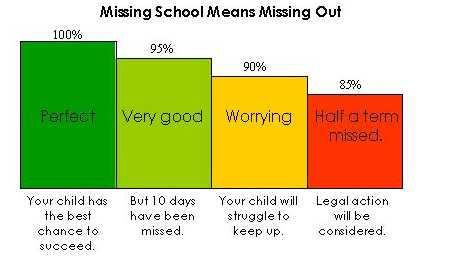 Missing School Means Missing Out
100%
95%
90%
85%
Perfect
Very good
Worrying
Half a term
missed.
Your child has
the best
chance to
succeed.
But 10 days
have been
missed.
Your child will
struggle to
keep up.
Legal action
will be
considered.